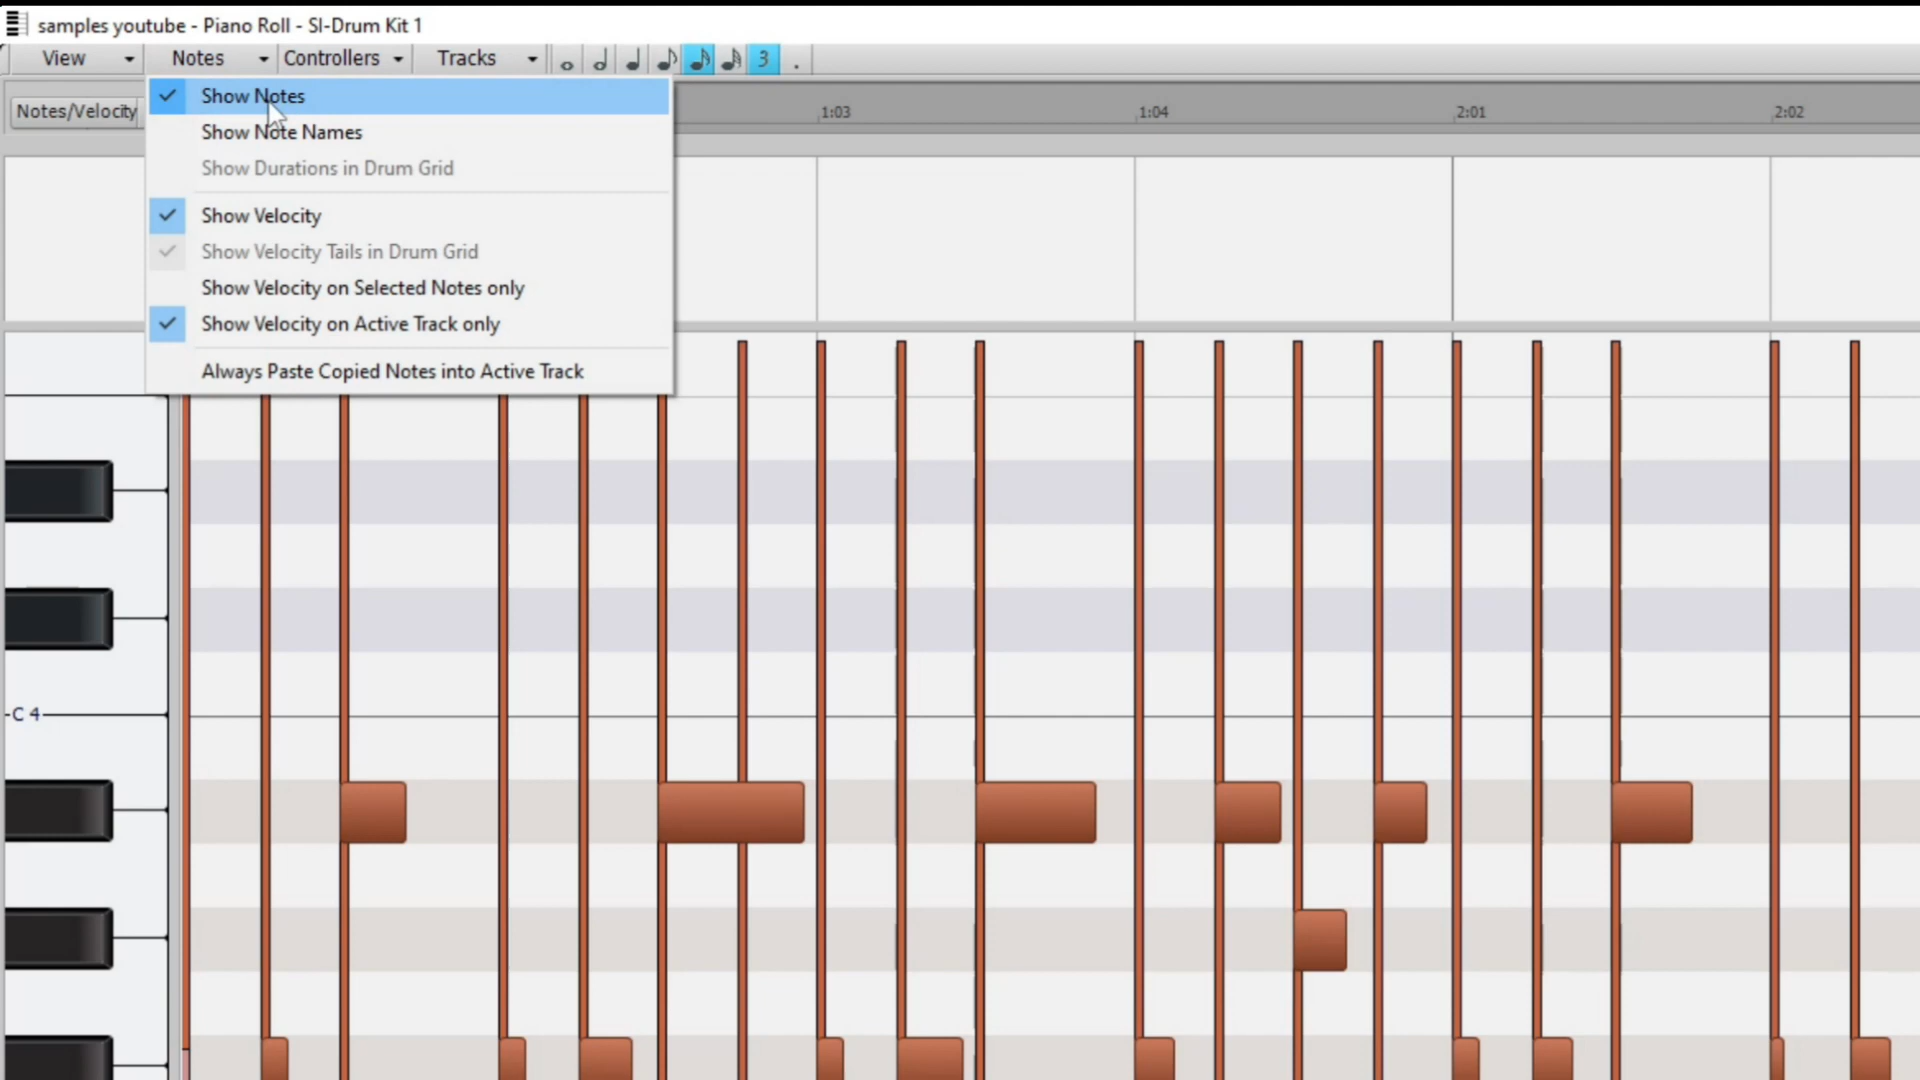 samples youtube - Piano Roll - SI-Drum Kit 1
View Notes Controllers Tracks 3 .
Notes/Velocity 1:03 1:04 2:01 2:02
Show Notes
Show Note Names
Show Durations in Drum Grid
Show Velocity
Show Velocity Tails in Drum Grid
Show Velocity on Selected Notes only
Show Velocity on Active Track only
Always Paste Copied Notes into Active Track
C 4